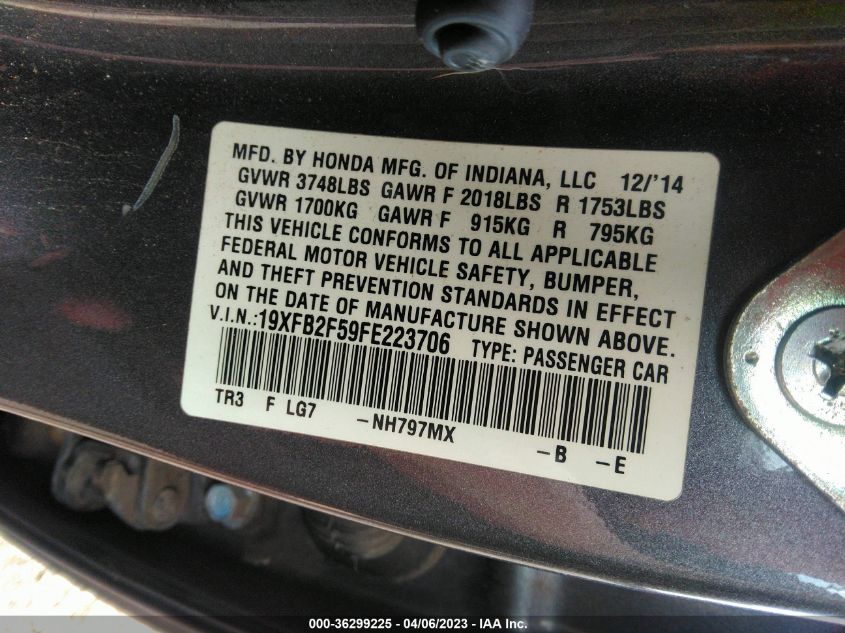 MFD. BY HONDA MFG. OF INDIANA, LLC 12/'14
GVWR 3748LBS GAWR F 2018LBS R 1753LBS
GVWR 1700KG GAWR F 915KG R 795KG
THIS VEHICLE CONFORMS TO ALL APPLICABLE
FEDERAL MOTOR VEHICLE SAFETY, BUMPER,
AND THEFT PREVENTION STANDARDS IN EFFECT
ON THE DATE OF MANUFACTURE SHOWN ABOVE.
V.I.N.:19XFB2F59FE223706 TYPE: PASSENGER CAR
TR3 F LG7 -NH797MX -B -E
000-36299225 - 04/06/2023 - IAA Inc.